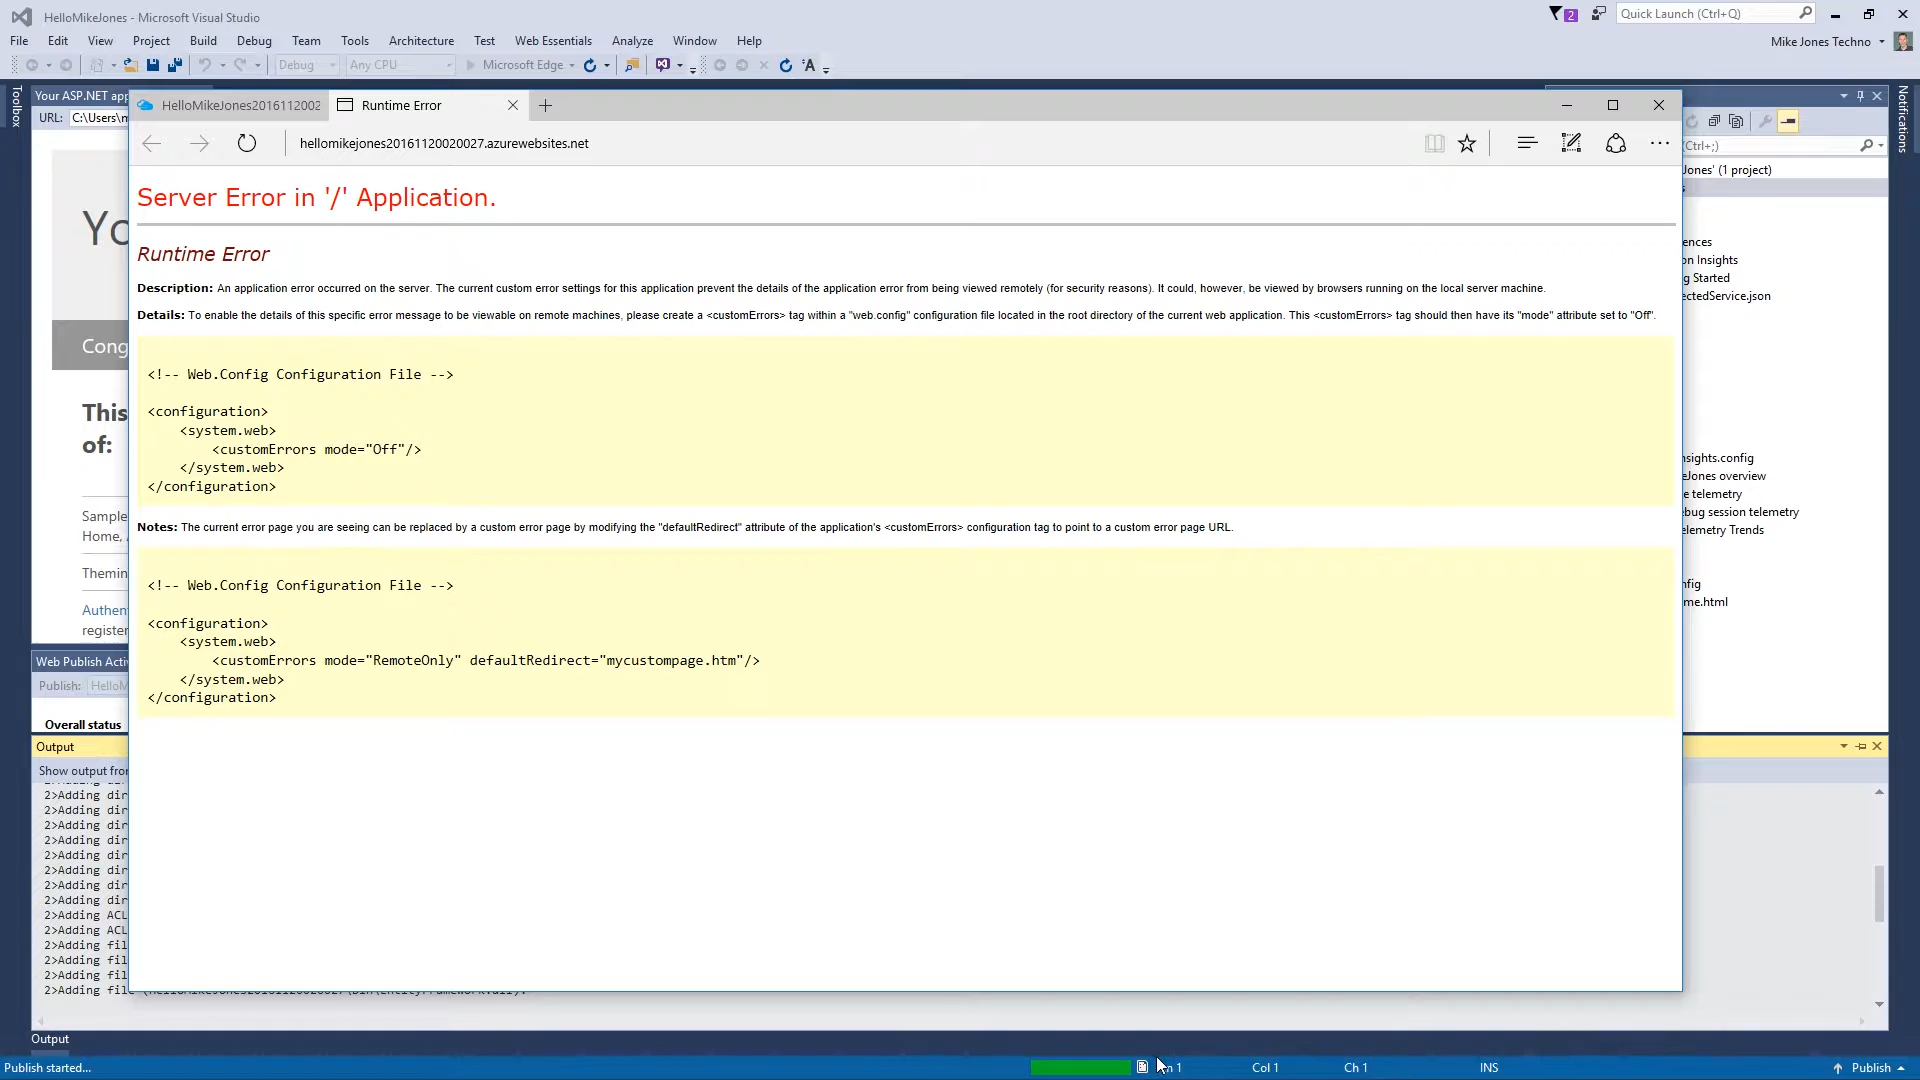 HelloMikeJones - Microsoft Visual Studio
2
Quick Launch (Ctrl+Q)
File Edit View Project Build Debug Team Tools Architecture Test Web Essentials Analyze Window Help
Mike Jones Techno
Debug Any CPU Microsoft Edge
Toolbox
Your ASP.NET app
URL: C:\Users\m
HelloMikeJones2016112002
Runtime Error
hellomikejones20161120020027.azurewebsites.net
Notifications
(Ctrl+;)
Jones' (1 project)
Server Error in '/' Application.
Runtime Error
Description: An application error occurred on the server. The current custom error settings for this application prevent the details of the application error from being viewed remotely (for security reasons). It could, however, be viewed by browsers running on the local server machine.
Details: To enable the details of this specific error message to be viewable on remote machines, please create a <customErrors> tag within a "web.config" configuration file located in the root directory of the current web application. This <customErrors> tag should then have its "mode" attribute set to "Off".
<!-- Web.Config Configuration File -->
<configuration>
<system.web>
<customErrors mode="Off"/>
</system.web>
</configuration>
Notes: The current error page you are seeing can be replaced by a custom error page by modifying the "defaultRedirect" attribute of the application's <customErrors> configuration tag to point to a custom error page URL.
<!-- Web.Config Configuration File -->
<configuration>
<system.web>
<customErrors mode="RemoteOnly" defaultRedirect="mycustompage.htm"/>
</system.web>
</configuration>
Yo
Cong
This
of:
Sample
Home,
Themin
Authen
register
ences
on Insights
g Started
ectedService.json
nsights.config
eJones overview
e telemetry
ebug session telemetry
elemetry Trends
nfig
me.html
Web Publish Activ
Publish: HelloM
Overall status
Output
Show output from
2>Adding dir
2>Adding dir
2>Adding dir
2>Adding dir
2>Adding dir
2>Adding dir
2>Adding dir
2>Adding dir
2>Adding ACL
2>Adding ACL
2>Adding fil
2>Adding fil
2>Adding fil
2>Adding file
Output
Publish started...
1
Col 1
Ch 1
INS
Publish